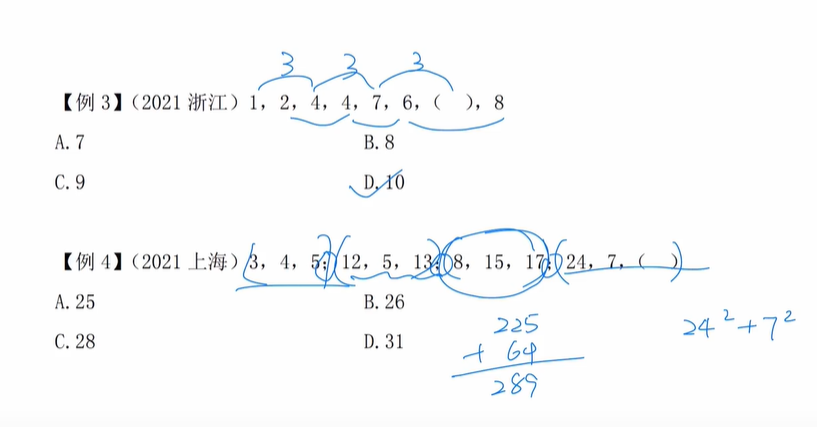 3 3 3
【例 3】（2021 浙江）1，2，4，4，7，6，（ ），8
A.7 B.8
C.9 D.10
【例 4】（2021 上海）3，4，5；（12，5，13；（8，15，17；（24，7，（ ）
A.25 B.26
C.28 D.31
225
+ 64
289
24²+7²